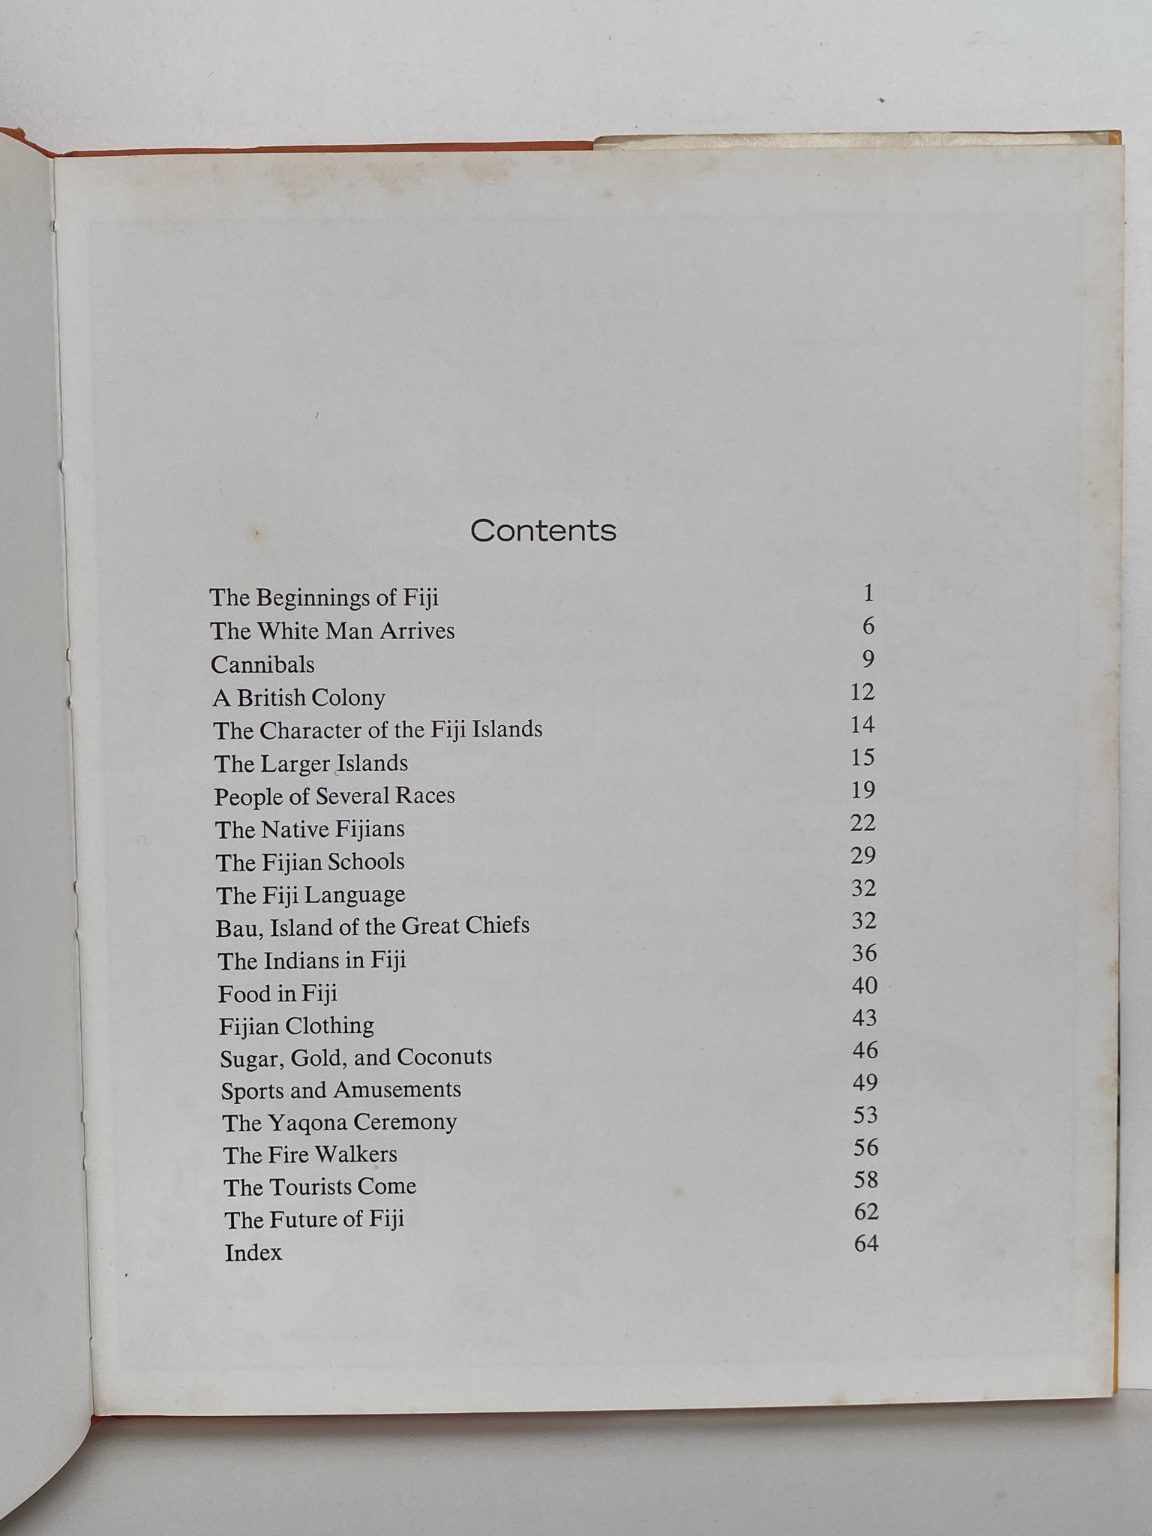 Contents
The Beginnings of Fiji 1
The White Man Arrives 6
Cannibals 9
A British Colony 12
The Character of the Fiji Islands 14
The Larger Islands 15
People of Several Races 19
The Native Fijians 22
The Fijian Schools 29
The Fiji Language 32
Bau, Island of the Great Chiefs 32
The Indians in Fiji 36
Food in Fiji 40
Fijian Clothing 43
Sugar, Gold, and Coconuts 46
Sports and Amusements 49
The Yaqona Ceremony 53
The Fire Walkers 56
The Tourists Come 58
The Future of Fiji 62
Index 64